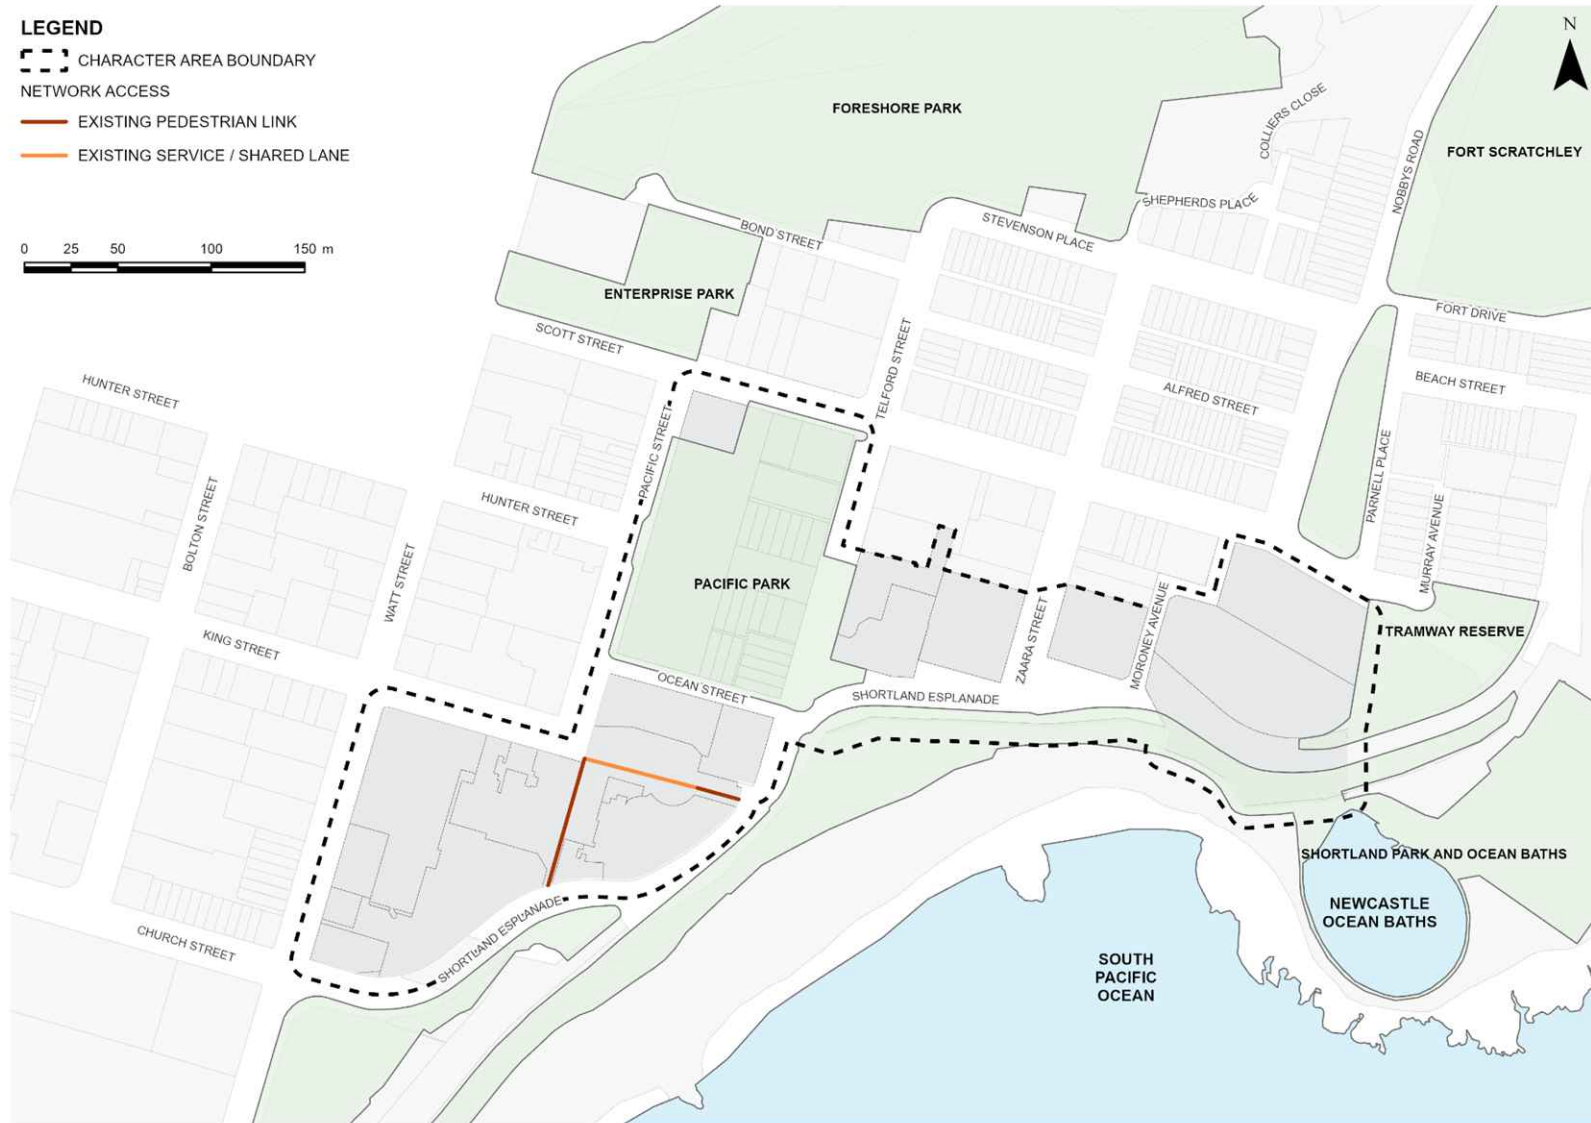 LEGEND
CHARACTER AREA BOUNDARY
NETWORK ACCESS
EXISTING PEDESTRIAN LINK
EXISTING SERVICE / SHARED LANE
0 25 50 100 150 m
N
FORESHORE PARK
COLLIERS CLOSE
FORT SCRATCHLEY
NOBBYS ROAD
SHEPHERDS PLACE
STEVENSON PLACE
BOND STREET
ENTERPRISE PARK
FORT DRIVE
SCOTT STREET
TELFORD STREET
ALFRED STREET
BEACH STREET
HUNTER STREET
PACIFIC STREET
PARNELL PLACE
HUNTER STREET
BOLTON STREET
MURRAY AVENUE
WATT STREET
PACIFIC PARK
ZAARA STREET
MORONEY AVENUE
TRAMWAY RESERVE
KING STREET
OCEAN STREET
SHORTLAND ESPLANADE
SHORTLAND PARK AND OCEAN BATHS
NEWCASTLE
OCEAN BATHS
CHURCH STREET
SHORTLAND ESPLANADE
SOUTH
PACIFIC
OCEAN